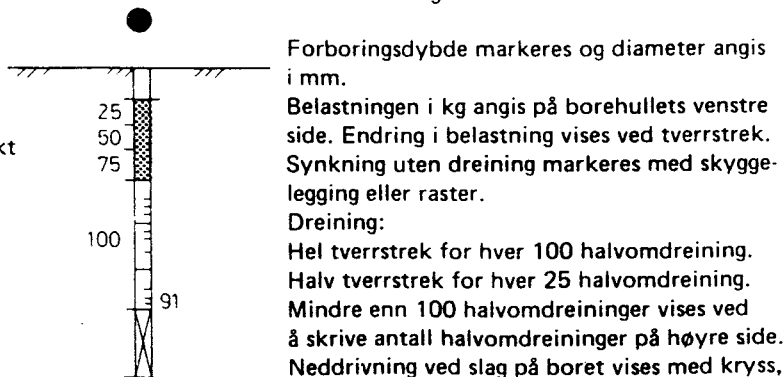 Forboringsdybde markeres og diameter angis
i mm.
Belastningen i kg angis på borehullets venstre
side. Endring i belastning vises ved tverrstrek.
Synkning uten dreining markeres med skygge-
legging eller raster.
Dreining:
Hel tverrstrek for hver 100 halvomdreining.
Halv tverrstrek for hver 25 halvomdreining.
Mindre enn 100 halvomdreininger vises ved
å skrive antall halvomdreininger på høyre side.
Neddrivning ved slag på boret vises med kryss,
25
50
kt
75
100
91